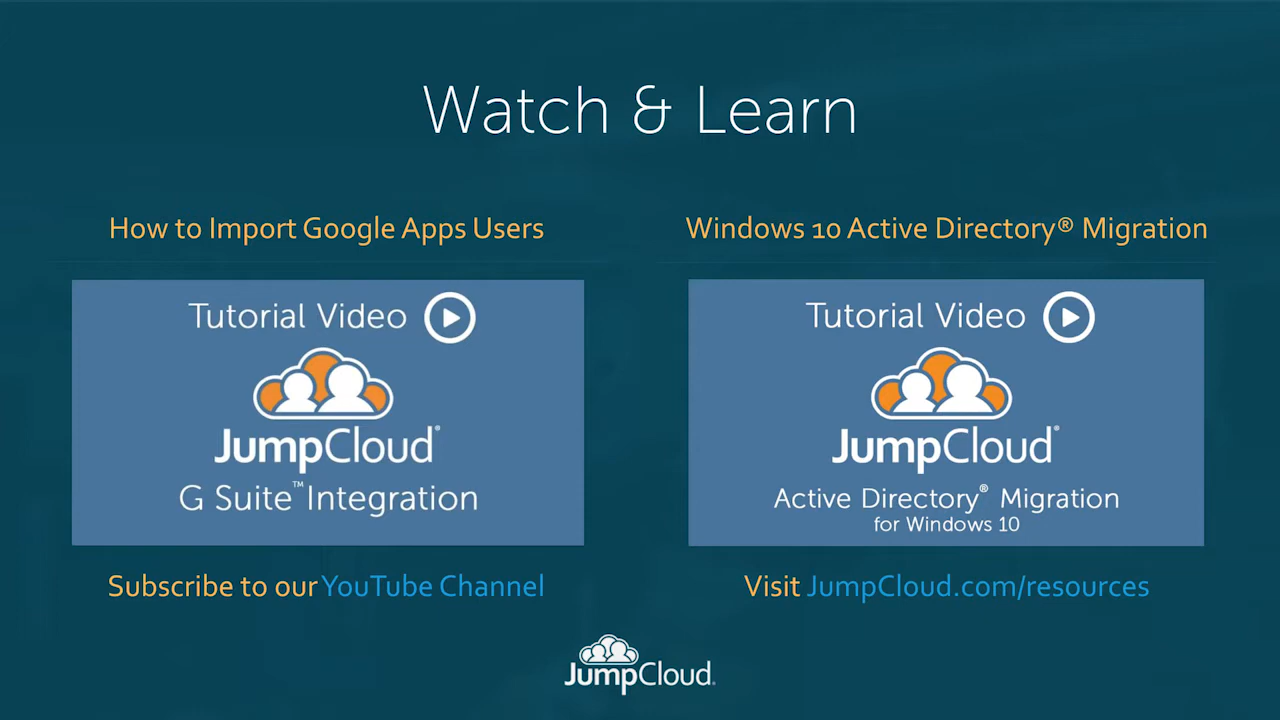 Watch & Learn
How to Import Google Apps Users
Tutorial Video
JumpCloud®
G Suite™ Integration
Subscribe to our YouTube Channel
Windows 10 Active Directory® Migration
Tutorial Video
JumpCloud®
Active Directory® Migration
for Windows 10
Visit JumpCloud.com/resources
JumpCloud®